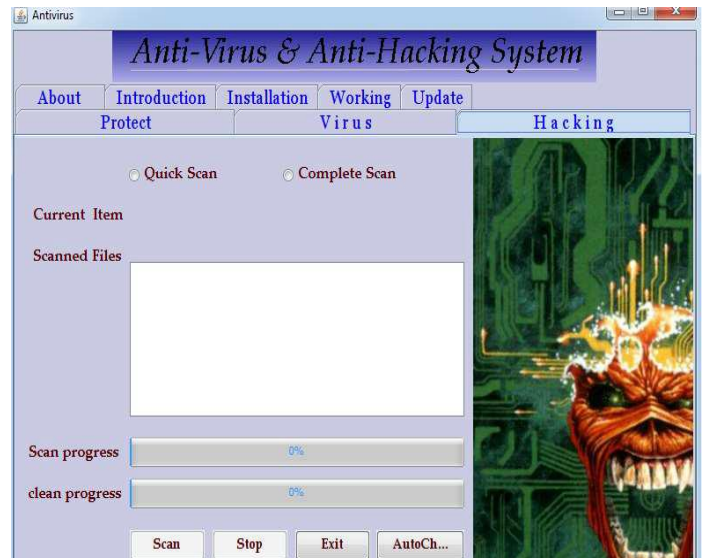 Antivirus
Anti-Virus & Anti-Hacking System
About Introduction Installation Working Update
Protect Virus Hacking
Quick Scan Complete Scan
Current Item
Scanned Files
Scan progress 0%
clean progress 0%
Scan Stop Exit AutoCh...